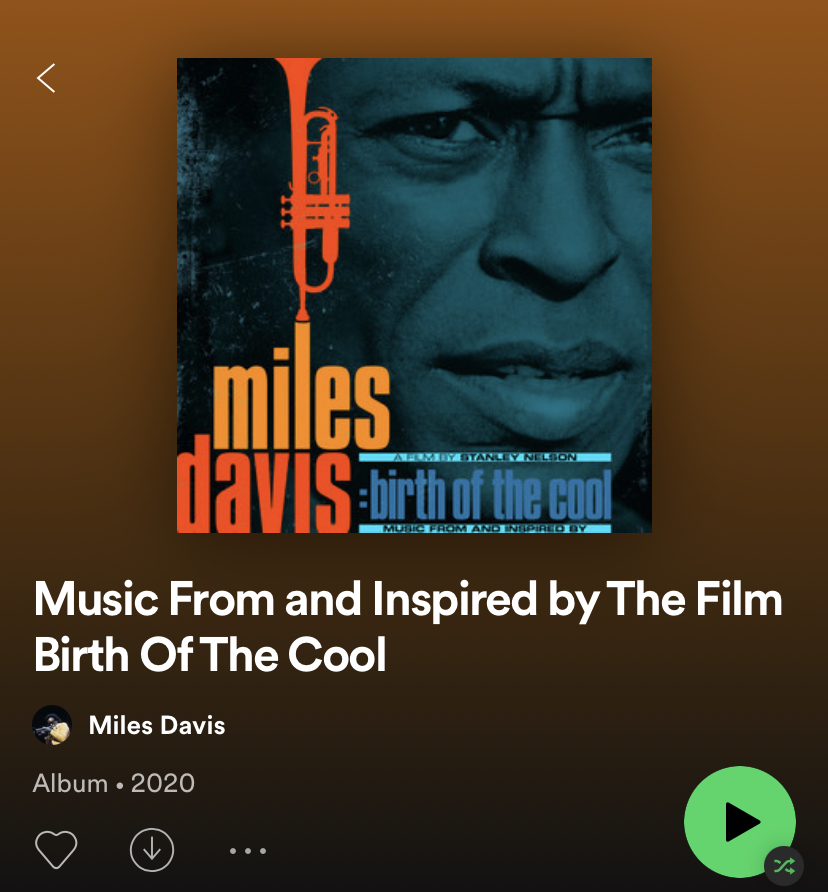 miles
davis
A FILM BY STANLEY NELSON
:birth of the cool
MUSIC FROM AND INSPIRED BY
Music From and Inspired by The Film
Birth Of The Cool
Miles Davis
Album • 2020